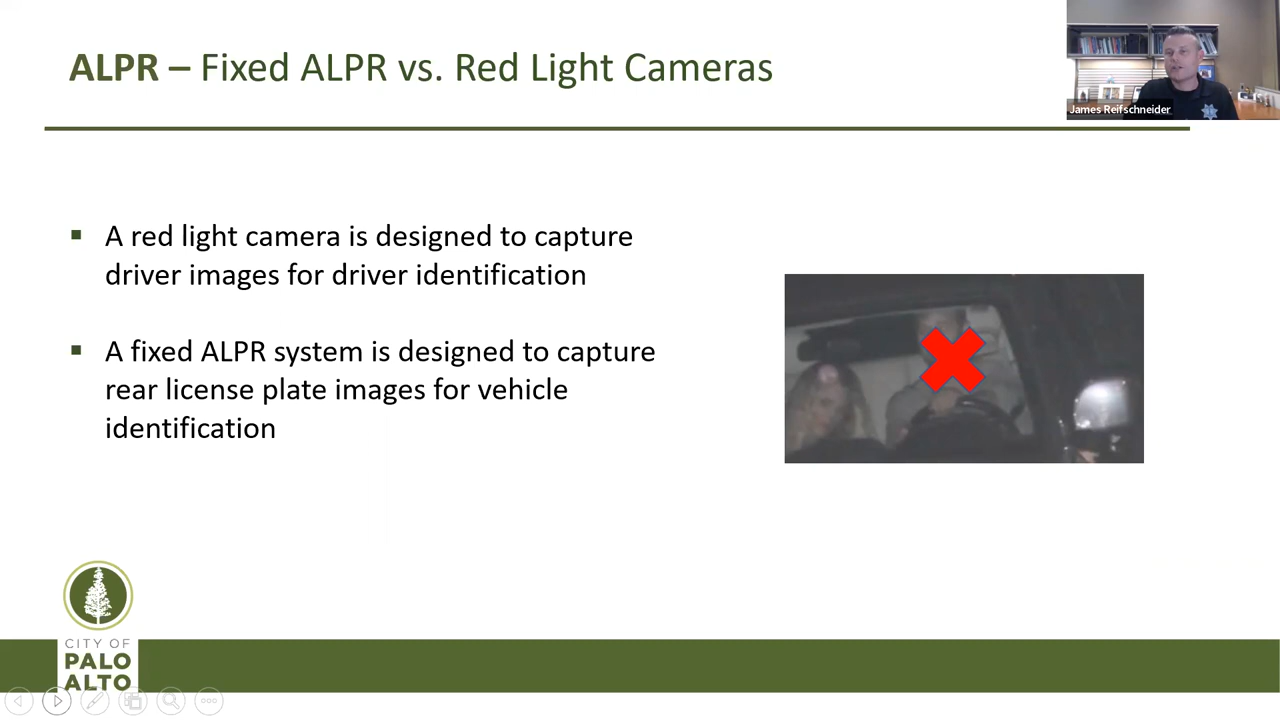 ALPR – Fixed ALPR vs. Red Light Cameras
James Reifschneider
▪ A red light camera is designed to capture
driver images for driver identification
▪ A fixed ALPR system is designed to capture
rear license plate images for vehicle
identification
CITY OF
PALO
ALTO